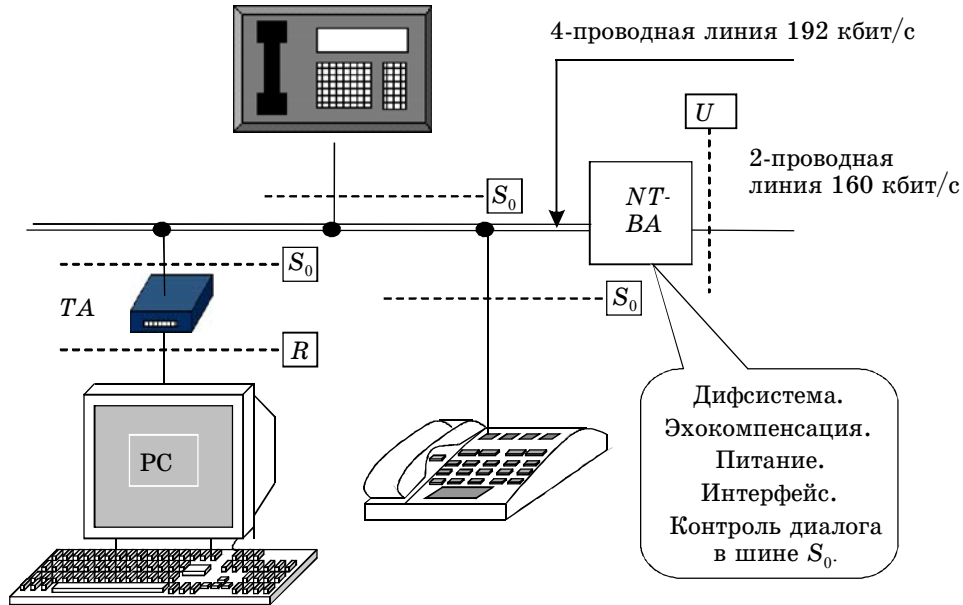 4-проводная линия 192 кбит/с
U
2-проводная
линия 160 кбит/с
S₀
NT-
BA
S₀
TA
S₀
R
PC
Дифсистема.
Эхокомпенсация.
Питание.
Интерфейс.
Контроль диалога
в шине S₀.